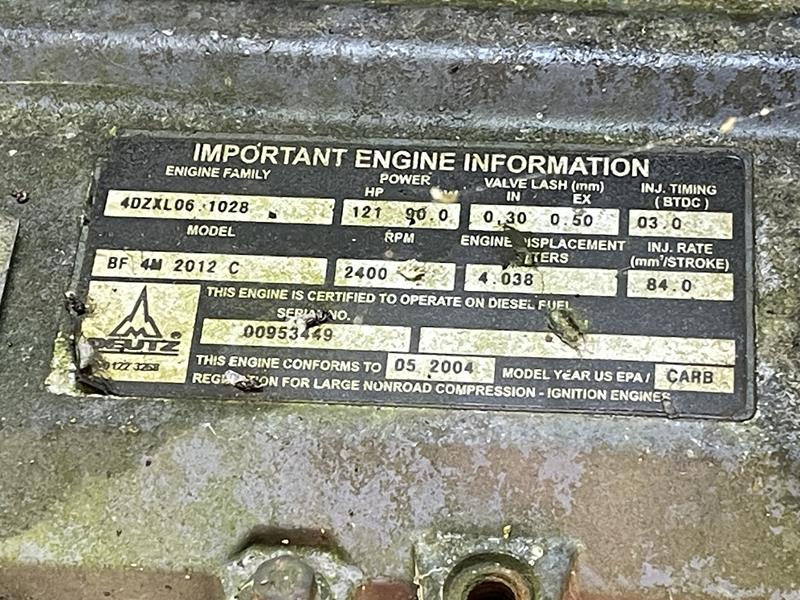 IMPORTANT ENGINE INFORMATION
ENIGINE FAMILY POWER VALVE LASH (mm) INJ. TIMING
HP IN EX ( BTDC )
4DZXL06.1028 121 90.0 0.30 0.50 03.0
MODEL RPM ENGINE DISPLACEMENT INJ. RATE
(mm³/STROKE)
BF 4M 2012 C 2400 4.038 84.0
THIS ENGINE IS CERTIFIED TO OPERATE ON DIESEL FUEL
SERIAL NO.
00953449
DEUTZ ®
THIS ENGINE CONFORMS TO 05 2004 MODEL YEAR US EPA / CARB
REGULATION FOR LARGE NONROAD COMPRESSION - IGNITION ENGINES